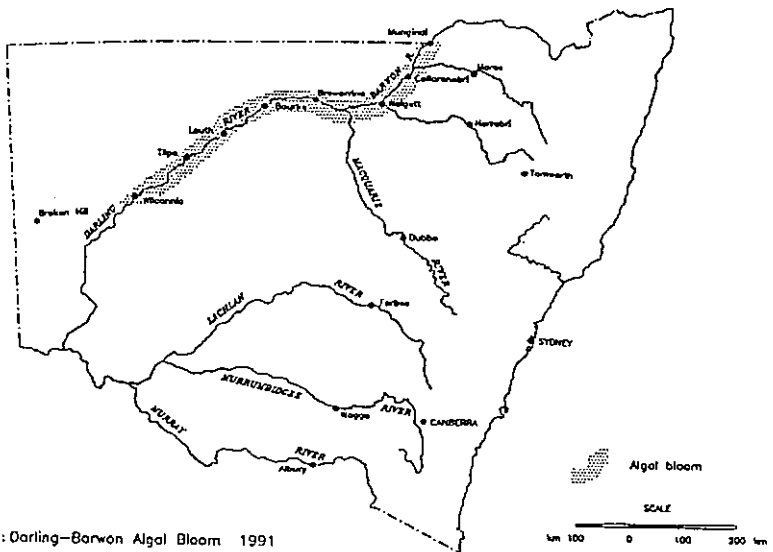 Mungindi
BARWON R.
Collarenebri
Moree
Brewarrina
Walgett
Bourke
RIVER
Louth
Narrabri
Tilpa
Tamworth
Wilcannia
MACQUARIE
Broken Hill
DARLING
Dubbo
RIVER
RIVER
LACHLAN
Forbes
SYDNEY
MURRUMBIDGEE
RIVER
Wagga
CANBERRA
MURRAY
RIVER
Albury
Algal bloom
SCALE
km 100 0 100 200 km
: Darling-Barwon Algal Bloom 1991